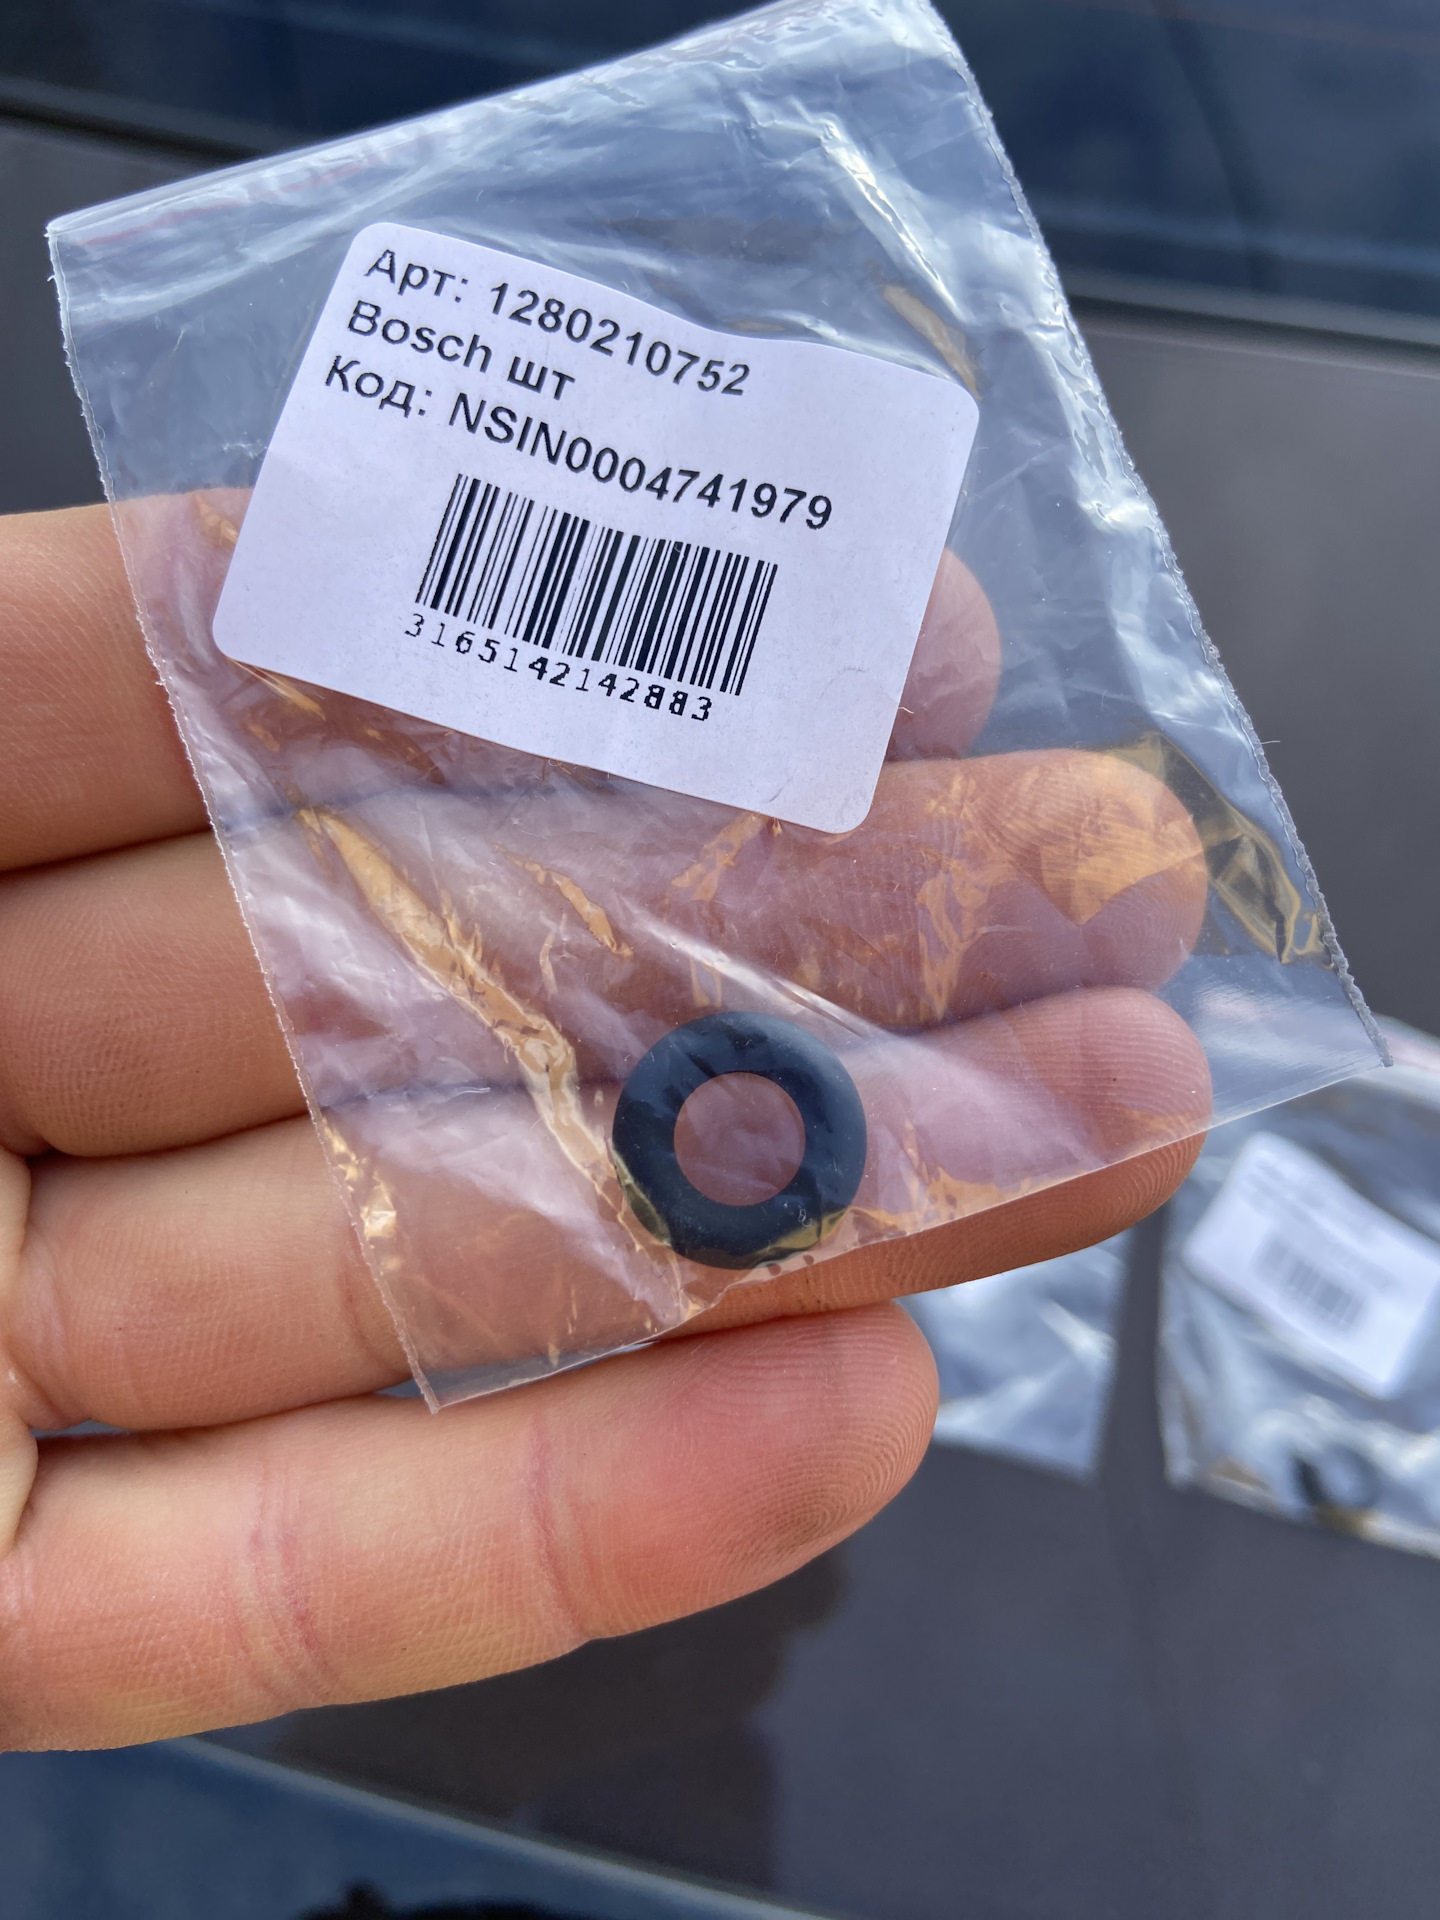 Арт: 1280210752
Bosch шт
Код: NSIN0004741979
3165142142883